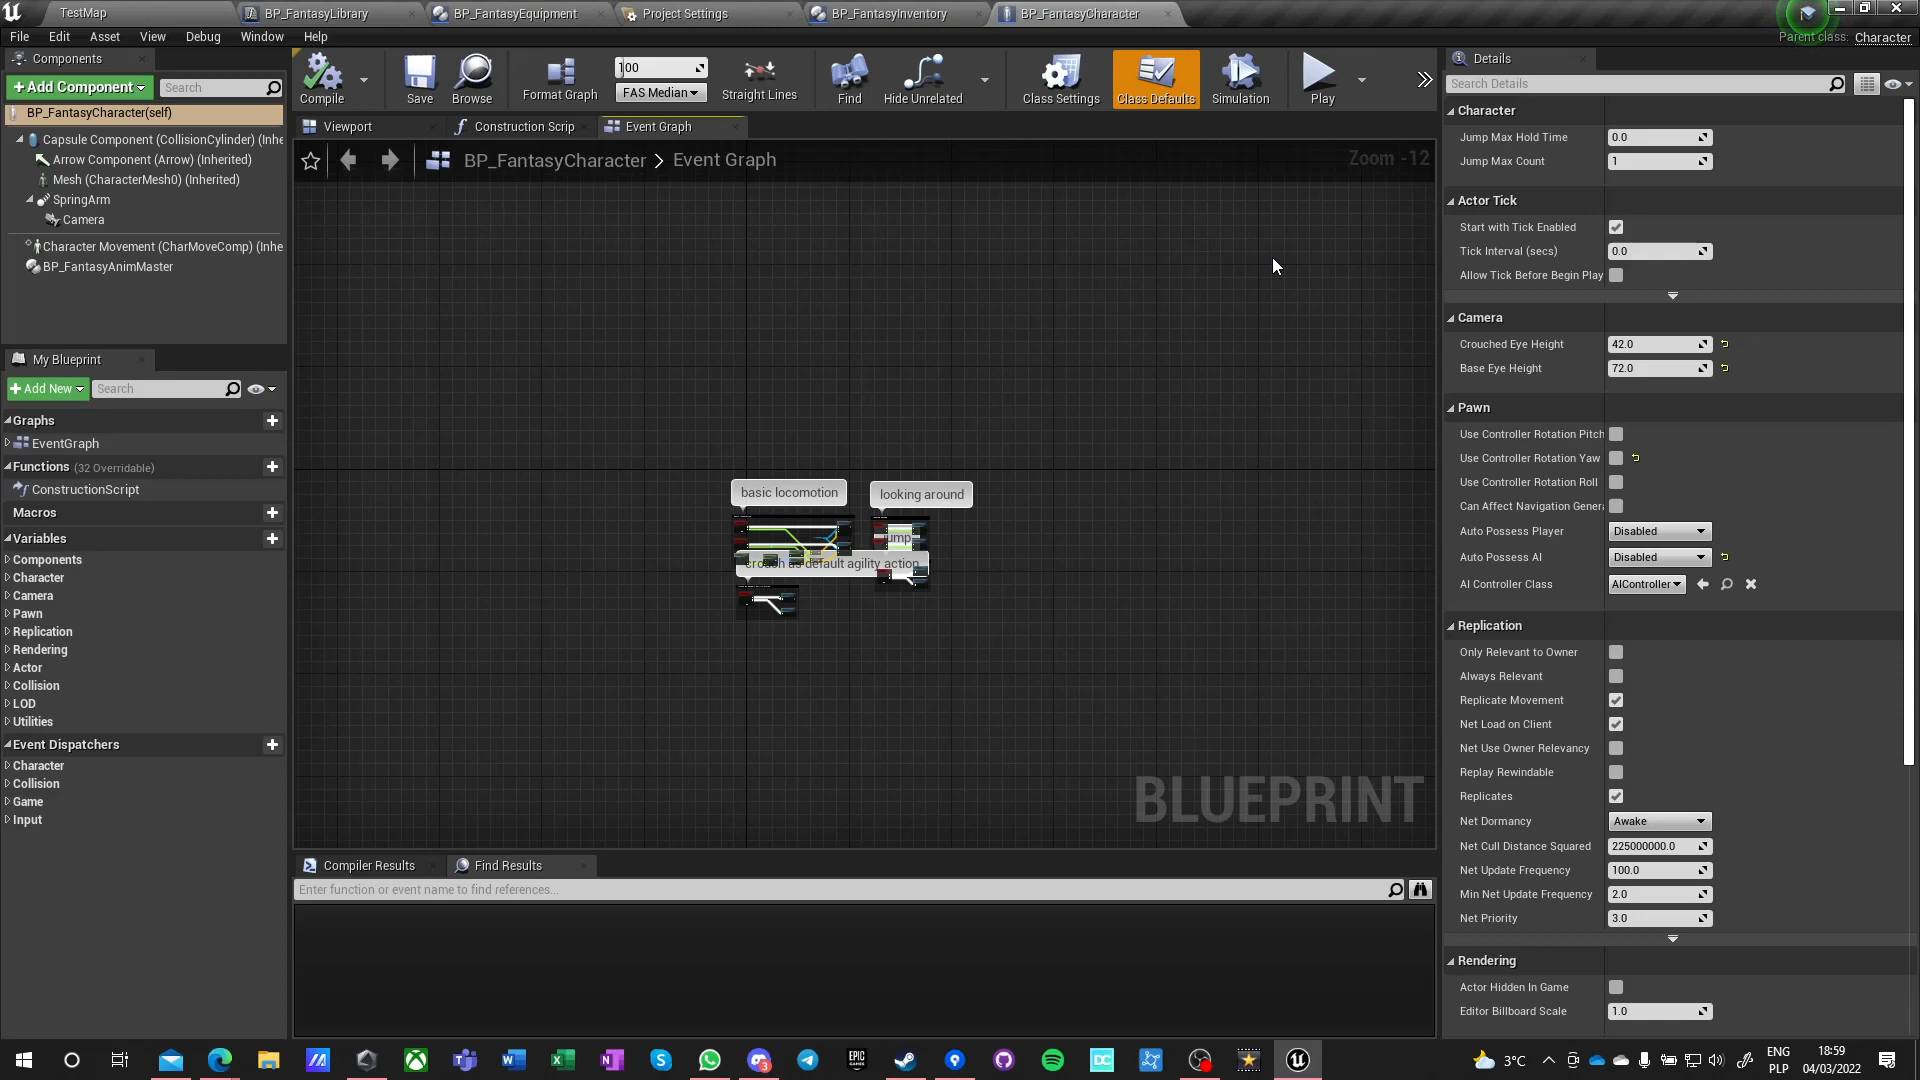 TestMap
BP_FantasyLibrary
BP_FantasyEquipment
Project Settings
BP_FantasyInventory
BP_FantasyCharacter
File
Edit
Asset
View
Debug
Window
Help
Parent class: Character
Components
+Add Component
Search
BP_FantasyCharacter(self)
Capsule Component (CollisionCylinder) (Inhe
Arrow Component (Arrow) (Inherited)
Mesh (CharacterMesh0) (Inherited)
SpringArm
Camera
Character Movement (CharMoveComp) (Inhe
BP_FantasyAnimMaster
My Blueprint
+Add New
Search
Graphs
EventGraph
Functions (32 Overridable)
ConstructionScript
Macros
Variables
Components
Character
Camera
Pawn
Replication
Rendering
Actor
Collision
LOD
Utilities
Event Dispatchers
Character
Collision
Game
Input
Compile
Save
Browse
Format Graph
100
FAS Median
Straight Lines
Find
Hide Unrelated
Class Settings
Class Defaults
Simulation
Play
Viewport
Construction Scrip
Event Graph
BP_FantasyCharacter > Event Graph
Zoom -12
basic locomotion
looking around
jump
crouch as default agility action
BLUEPRINT
Compiler Results
Find Results
Enter function or event name to find references...
Details
Search Details
Character
Jump Max Hold Time 0.0
Jump Max Count 1
Actor Tick
Start with Tick Enabled
Tick Interval (secs) 0.0
Allow Tick Before Begin Play
Camera
Crouched Eye Height 42.0
Base Eye Height 72.0
Pawn
Use Controller Rotation Pitch
Use Controller Rotation Yaw
Use Controller Rotation Roll
Can Affect Navigation Genera
Auto Possess Player Disabled
Auto Possess AI Disabled
AI Controller Class AIController
Replication
Only Relevant to Owner
Always Relevant
Replicate Movement
Net Load on Client
Net Use Owner Relevancy
Replay Rewindable
Replicates
Net Dormancy Awake
Net Cull Distance Squared 225000000.0
Net Update Frequency 100.0
Min Net Update Frequency 2.0
Net Priority 3.0
Rendering
Actor Hidden In Game
Editor Billboard Scale 1.0
EPIC GAMES
DC
3
3°C
ENG
PLP
18:59
04/03/2022